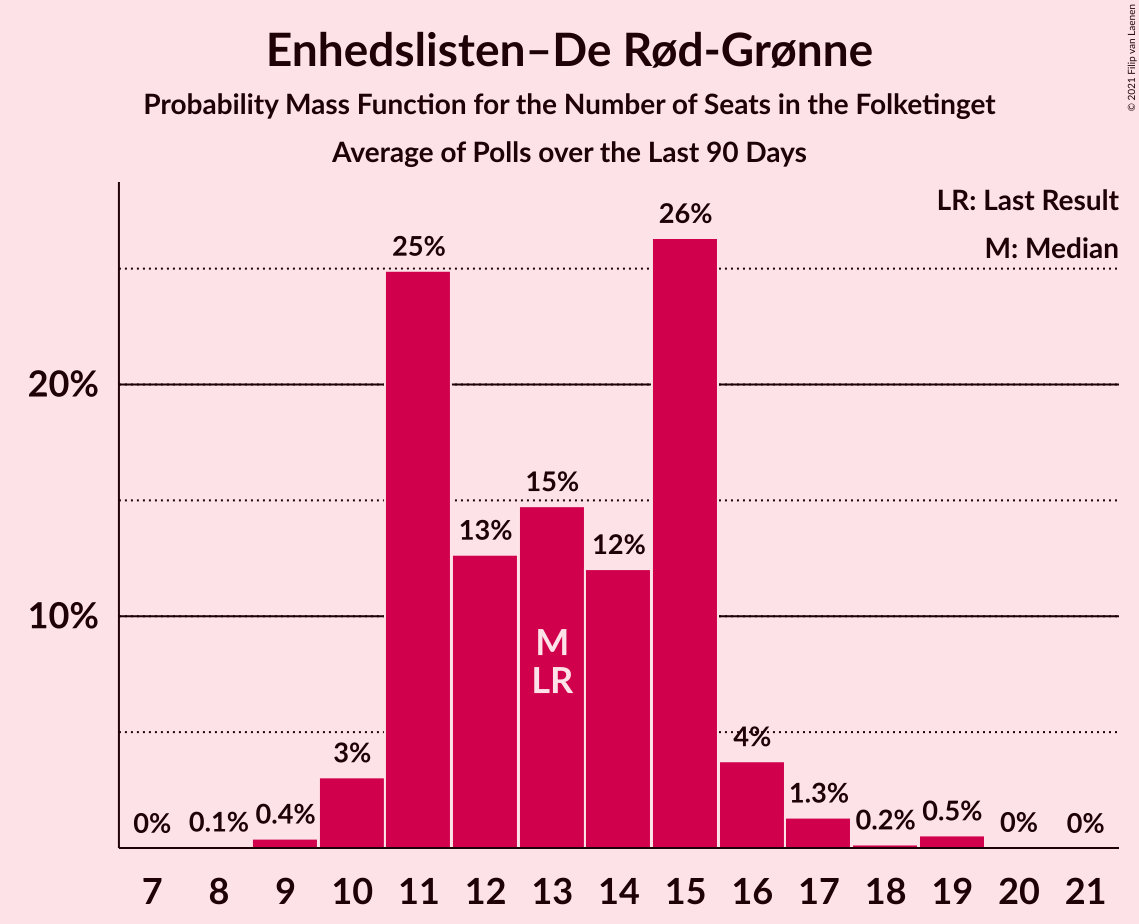 Enhedslisten–De Rød-Grønne
Probability Mass Function for the Number of Seats in the Folketinget
Average of Polls over the Last 90 Days
© 2021 Filip van Laenen
LR: Last Result
M: Median
26%
25%
20%
15%
13%
12%
10%
M
LR
4%
3%
1.3%
0% 0.1% 0.4% 0.2% 0.5% 0% 0%
7 8 9 10 11 12 13 14 15 16 17 18 19 20 21